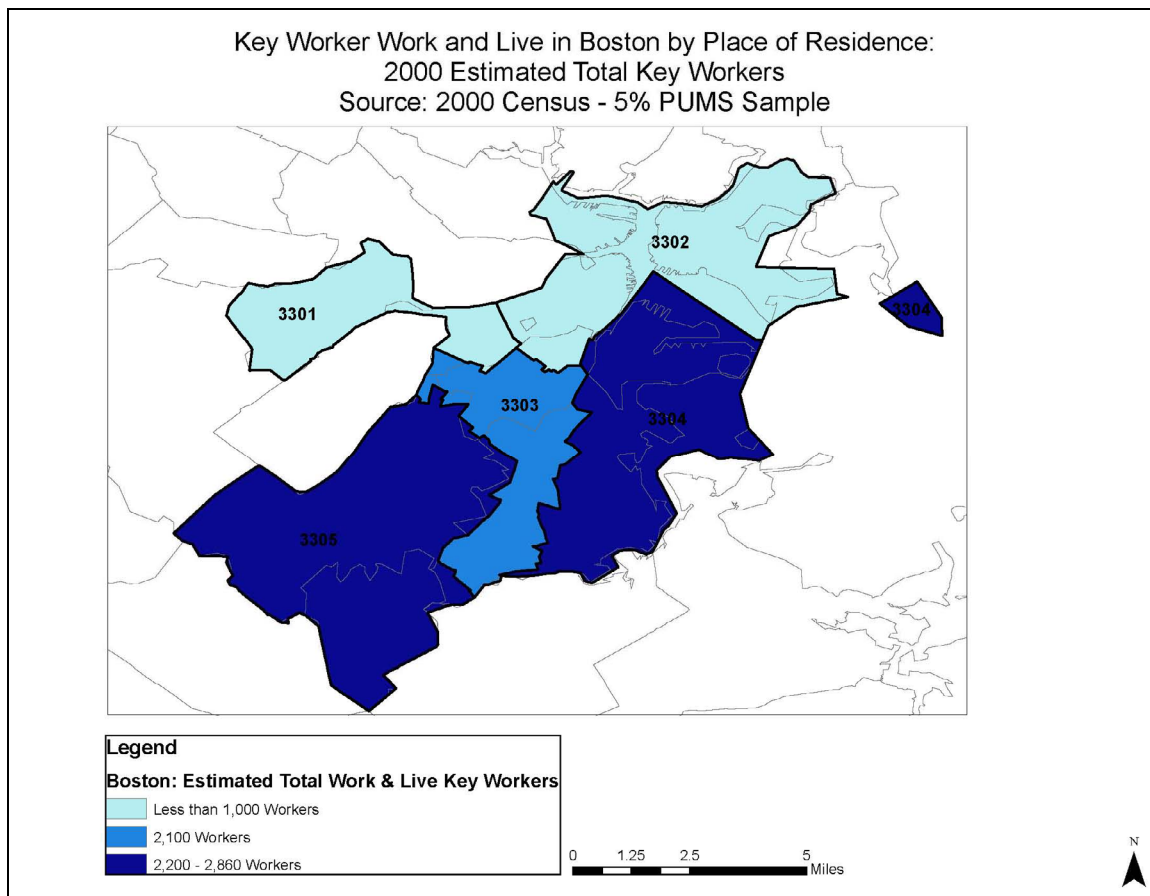 Key Worker Work and Live in Boston by Place of Residence:
2000 Estimated Total Key Workers
Source: 2000 Census - 5% PUMS Sample
3302
3301
3304
3303
3304
3305
Legend
Boston: Estimated Total Work & Live Key Workers
Less than 1,000 Workers
2,100 Workers
2,200 - 2,860 Workers
0 1.25 2.5 5
Miles
N